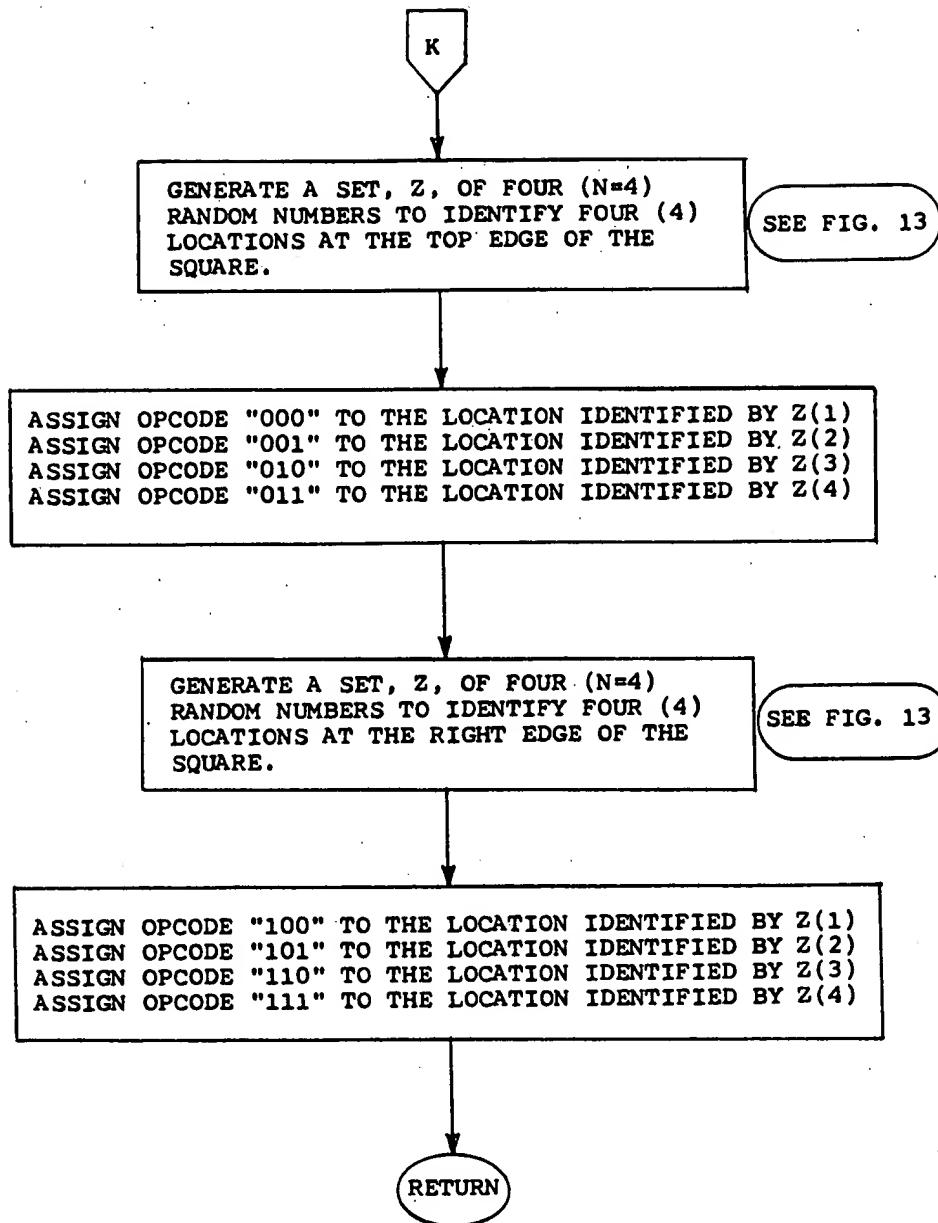 K
GENERATE A SET, Z, OF FOUR (N=4)
RANDOM NUMBERS TO IDENTIFY FOUR (4)
LOCATIONS AT THE TOP EDGE OF THE
SQUARE.
SEE FIG. 13
ASSIGN OPCODE "000" TO THE LOCATION IDENTIFIED BY Z(1)
ASSIGN OPCODE "001" TO THE LOCATION IDENTIFIED BY Z(2)
ASSIGN OPCODE "010" TO THE LOCATION IDENTIFIED BY Z(3)
ASSIGN OPCODE "011" TO THE LOCATION IDENTIFIED BY Z(4)
GENERATE A SET, Z, OF FOUR (N=4)
RANDOM NUMBERS TO IDENTIFY FOUR (4)
LOCATIONS AT THE RIGHT EDGE OF THE
SQUARE.
SEE FIG. 13
ASSIGN OPCODE "100" TO THE LOCATION IDENTIFIED BY Z(1)
ASSIGN OPCODE "101" TO THE LOCATION IDENTIFIED BY Z(2)
ASSIGN OPCODE "110" TO THE LOCATION IDENTIFIED BY Z(3)
ASSIGN OPCODE "111" TO THE LOCATION IDENTIFIED BY Z(4)
RETURN